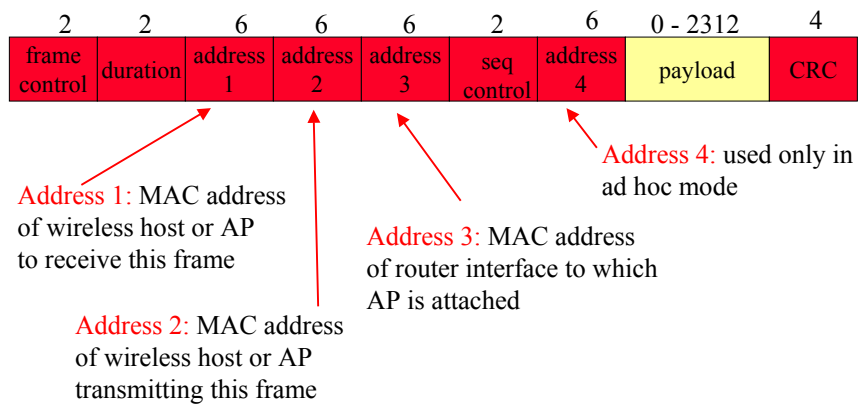 2 2 6 6 6 2 6 0 - 2312 4
frame control duration address 1 address 2 address 3 seq control address 4 payload CRC
Address 4: used only in
ad hoc mode
Address 1: MAC address
of wireless host or AP
to receive this frame
Address 3: MAC address
of router interface to which
AP is attached
Address 2: MAC address
of wireless host or AP
transmitting this frame